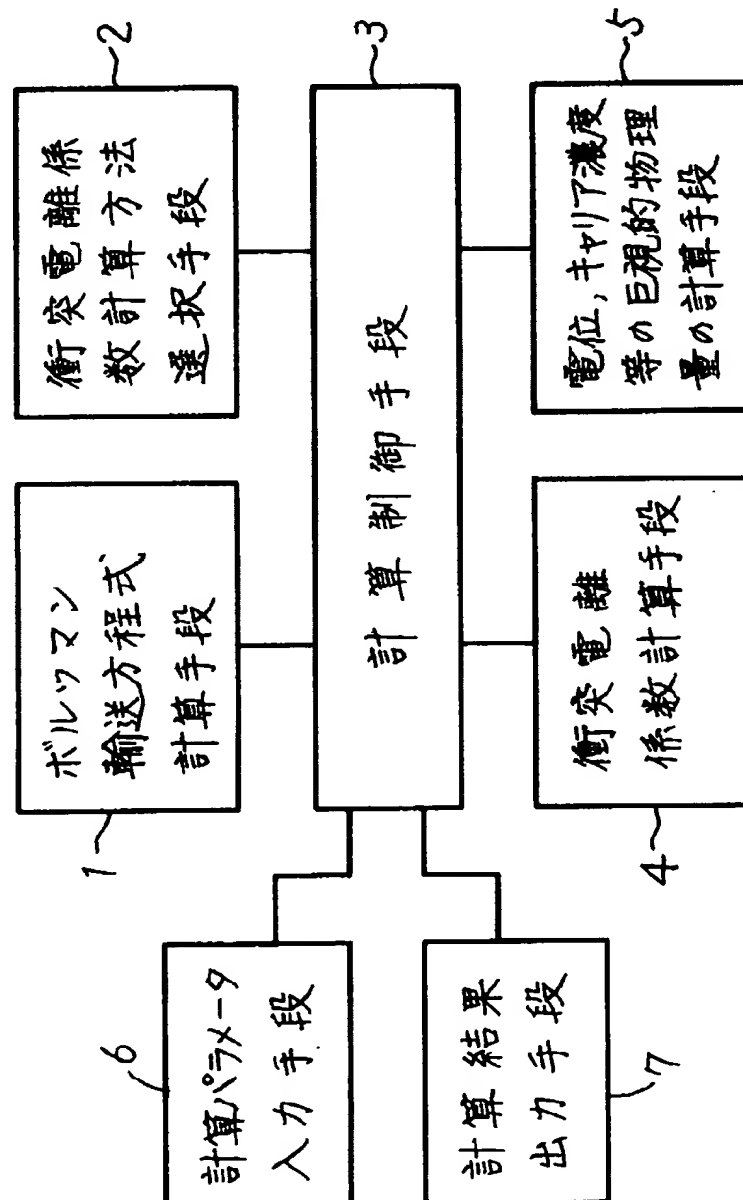 ボルツマン
輸送方程式
計算手段
1
衝突電離係
数計算方法
選択手段
2
計算制御手段
3
衝突電離
係数計算手段
4
電位,キャリア濃度
等の巨視的物理
量の計算手段
5
計算パラメータ
入力手段
6
計算結果
出力手段
7